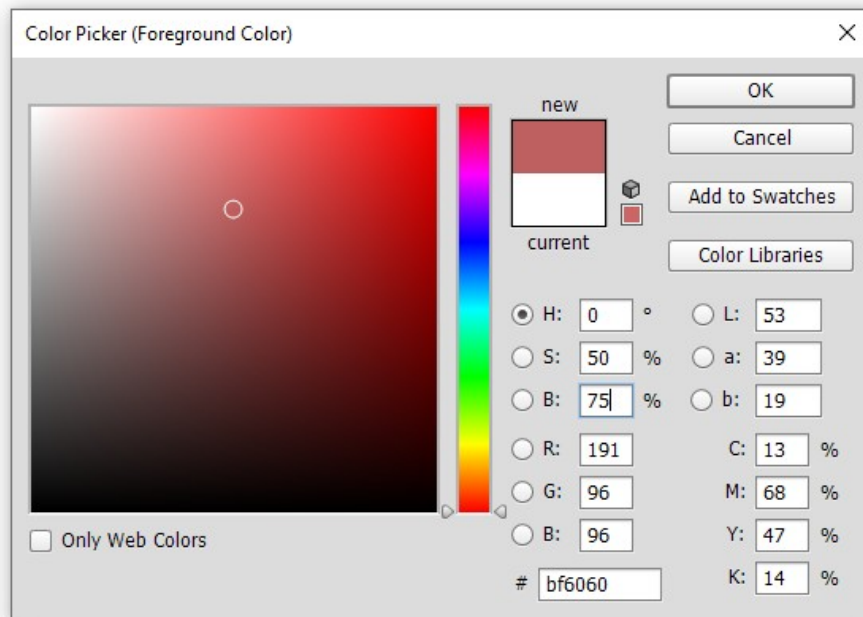 Color Picker (Foreground Color)
new
current
OK
Cancel
Add to Swatches
Color Libraries
H: 0 °
S: 50 %
B: 75 %
R: 191
G: 96
B: 96
# bf6060
L: 53
a: 39
b: 19
C: 13 %
M: 68 %
Y: 47 %
K: 14 %
Only Web Colors